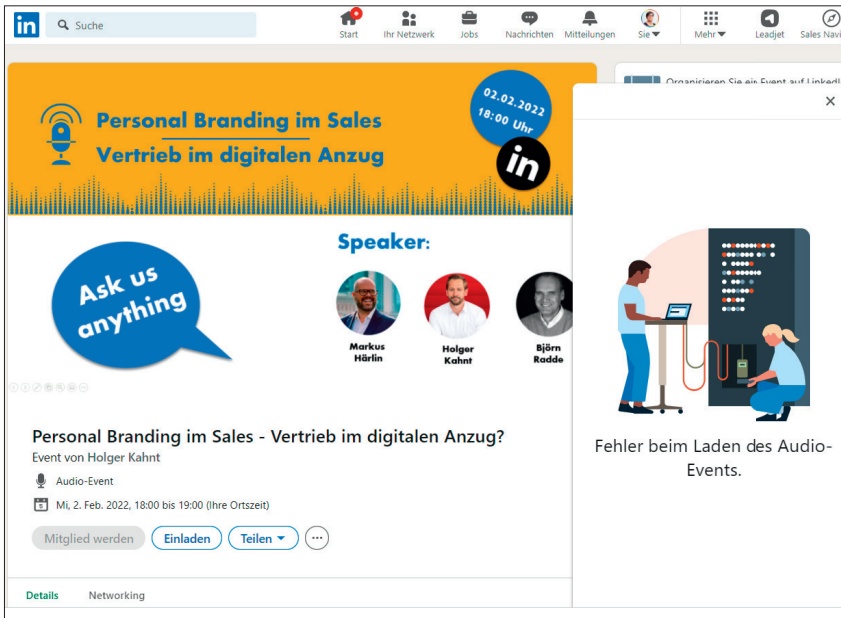 in
Suche
Start
Ihr Netzwerk
Jobs
Nachrichten
Mitteilungen
Sie
Mehr
Leadjet
Sales Navi
Organisieren Sie ein Event auf LinkedIn
Personal Branding im Sales
Vertrieb im digitalen Anzug
02.02.2022
18:00 Uhr
in
Ask us
anything
Speaker:
Markus
Härlin
Holger
Kahnt
Björn
Radde
Personal Branding im Sales - Vertrieb im digitalen Anzug?
Event von Holger Kahnt
Audio-Event
Mi, 2. Feb. 2022, 18:00 bis 19:00 (Ihre Ortszeit)
Mitglied werden
Einladen
Teilen
Details
Networking
Fehler beim Laden des Audio-
Events.